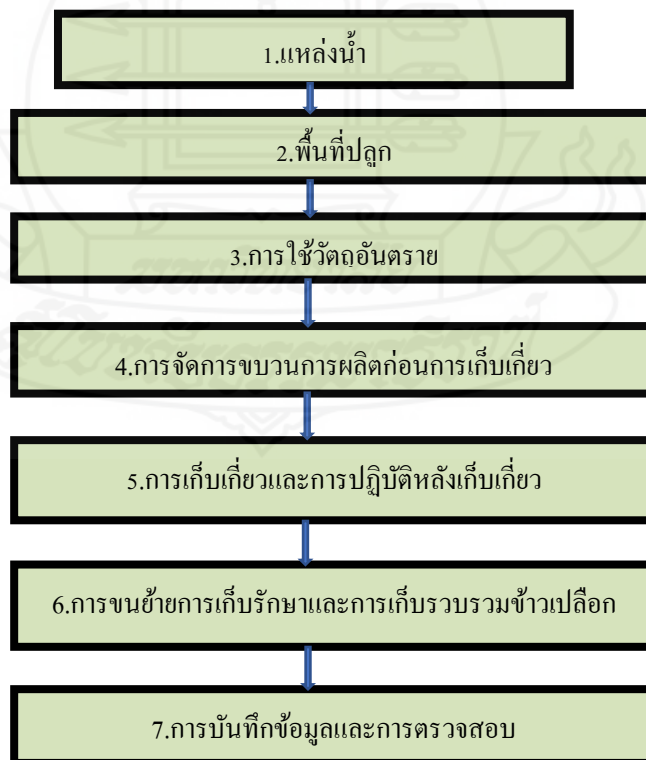 1.แหล่งน้ำ
2.พื้นที่ปลูก
3.การใช้วัตถุอันตราย
4.การจัดการขบวนการผลิตก่อนการเก็บเกี่ยว
5.การเก็บเกี่ยวและการปฏิบัติหลังเก็บเกี่ยว
6.การขนย้ายการเก็บรักษาและการเก็บรวบรวมข้าวเปลือก
7.การบันทึกข้อมูลและการตรวจสอบ